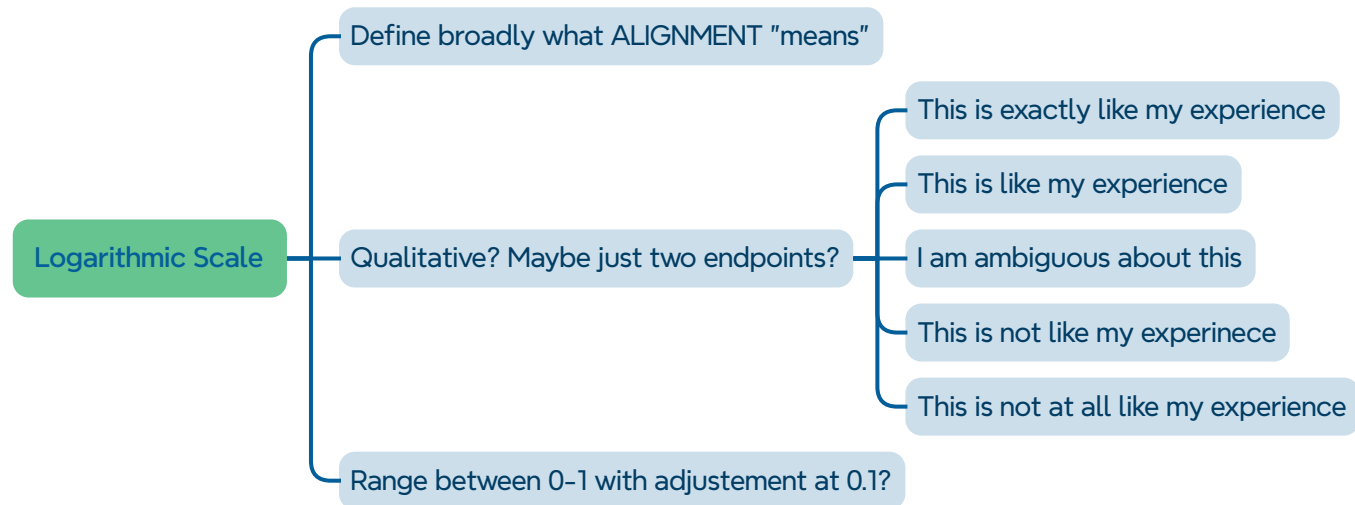 Define broadly what ALIGNMENT "means"
This is exactly like my experience
This is like my experience
Logarithmic Scale
Qualitative? Maybe just two endpoints?
I am ambiguous about this
This is not like my experinece
This is not at all like my experience
Range between 0-1 with adjustement at 0.1?